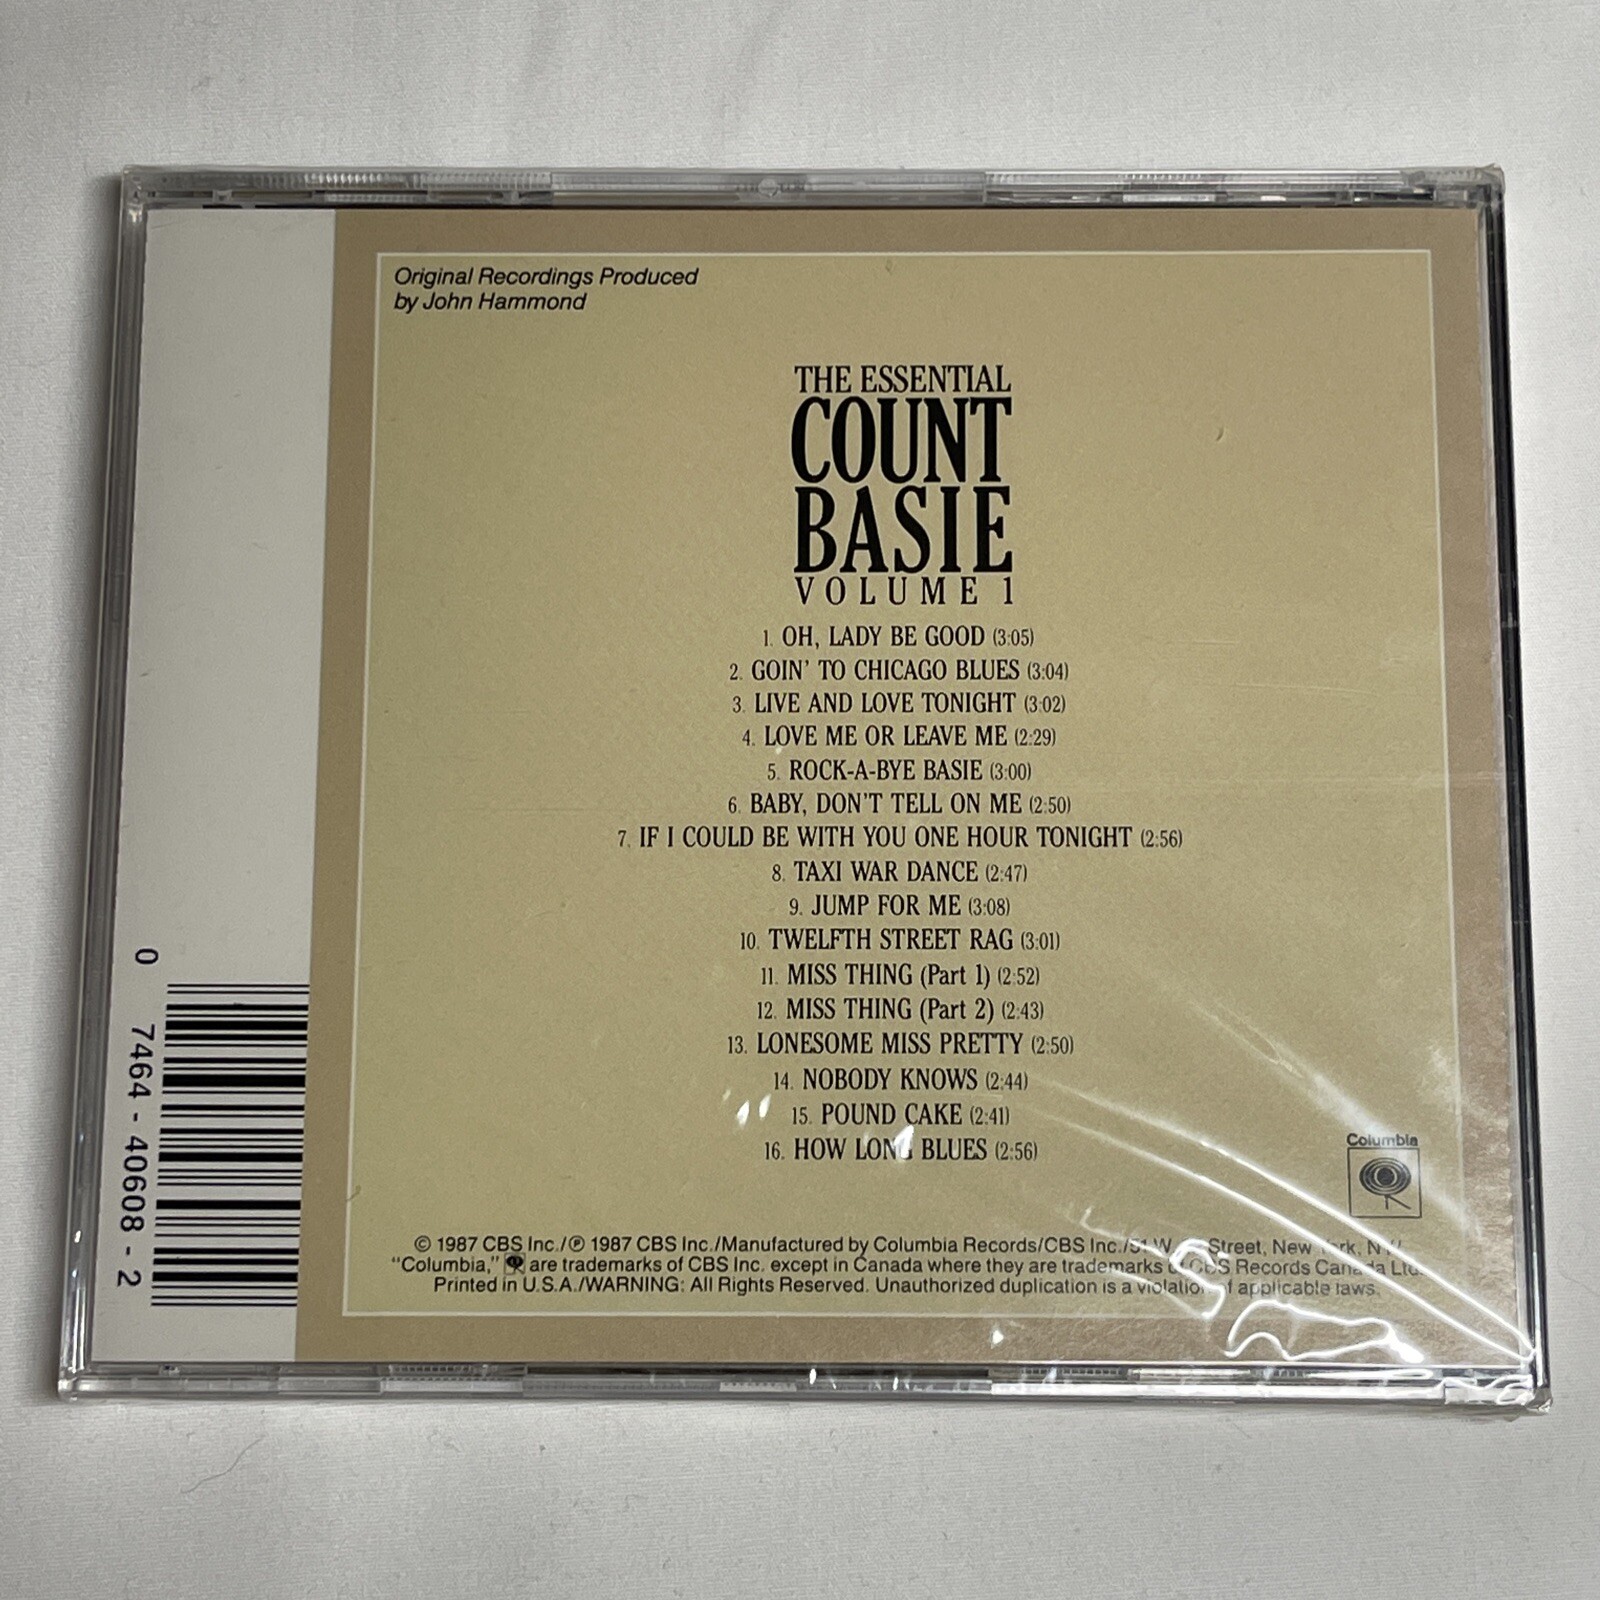 Original Recordings Produced
by John Hammond
THE ESSENTIAL
COUNT
BASIE
VOLUME 1
1. OH, LADY BE GOOD (3:05)
2. GOIN' TO CHICAGO BLUES (3:04)
3. LIVE AND LOVE TONIGHT (3:02)
4. LOVE ME OR LEAVE ME (2:29)
5. ROCK-A-BYE BASIE (3:00)
6. BABY, DON'T TELL ON ME (2:50)
7. IF I COULD BE WITH YOU ONE HOUR TONIGHT (2:56)
8. TAXI WAR DANCE (2:47)
9. JUMP FOR ME (3:08)
10. TWELFTH STREET RAG (3:01)
11. MISS THING (Part 1) (2:52)
12. MISS THING (Part 2) (2:43)
13. LONESOME MISS PRETTY (2:50)
14. NOBODY KNOWS (2:44)
15. POUND CAKE (2:41)
16. HOW LONG BLUES (2:56)
Columbia
© 1987 CBS Inc./℗ 1987 CBS Inc./Manufactured by Columbia Records/CBS Inc./51 W. Street, New York, N.Y./
"Columbia," are trademarks of CBS Inc. except in Canada where they are trademarks of CBS Records Canada Ltd.
Printed in U.S.A./WARNING: All Rights Reserved. Unauthorized duplication is a violation of applicable laws.
0 7464-40608-2